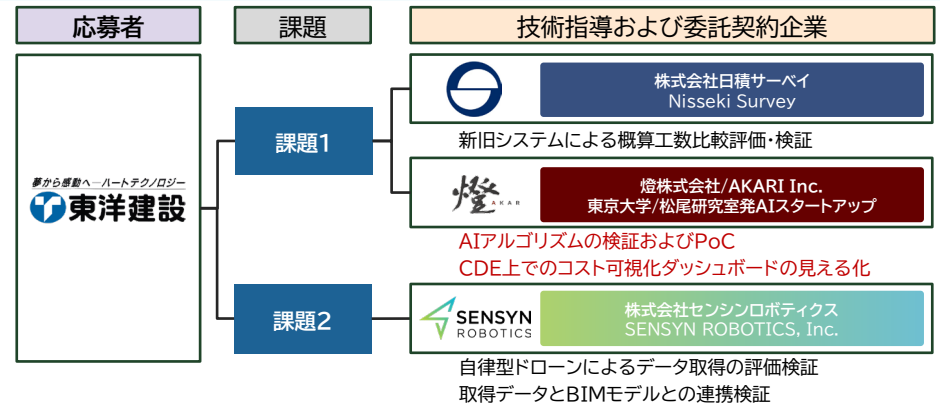 応募者
課題
技術指導および委託契約企業
夢から感動へ―ハートテクノロジー
東洋建設
課題1
株式会社日積サーベイ
Nisseki Survey
新旧システムによる概算工数比較評価・検証
燈 AKARI
燈株式会社/AKARI Inc.
東京大学/松尾研究室発AIスタートアップ
AIアルゴリズムの検証およびPoC
CDE上でのコスト可視化ダッシュボードの見える化
課題2
SENSYN
ROBOTICS
株式会社センシンロボティクス
SENSYN ROBOTICS, Inc.
自律型ドローンによるデータ取得の評価検証
取得データとBIMモデルとの連携検証